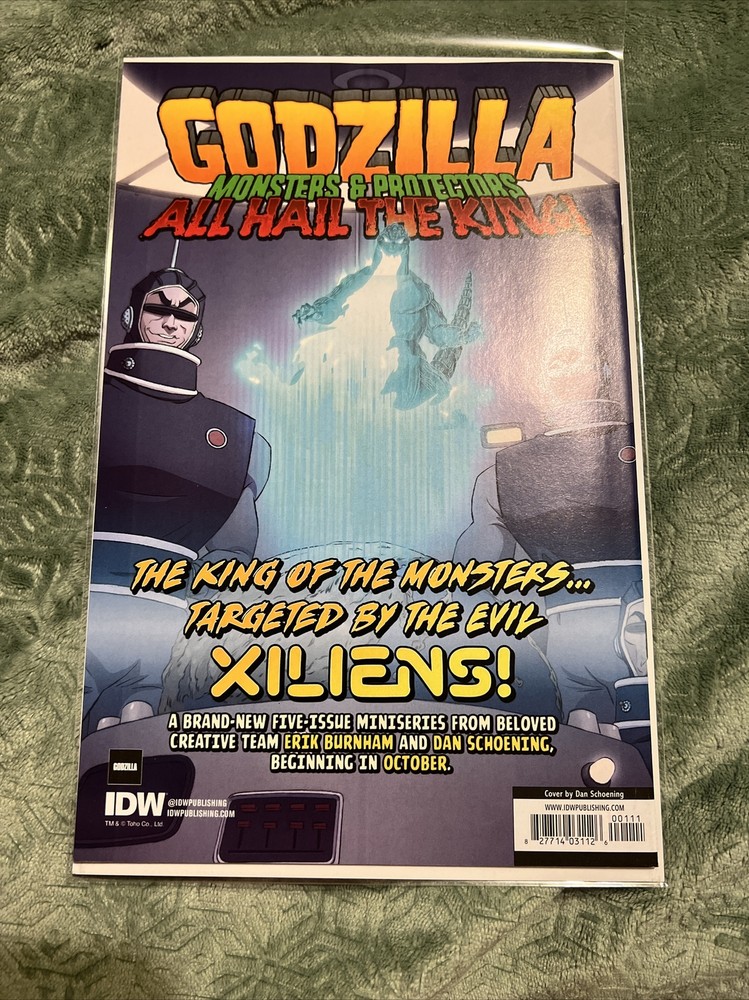 GODZILLA
MONSTERS & PROTECTORS
ALL HAIL THE KING!
THE KING OF THE MONSTERS...
TARGETED BY THE EVIL
XILIENS!
A BRAND-NEW FIVE-ISSUE MINISERIES FROM BELOVED
CREATIVE TEAM ERIK BURNHAM AND DAN SCHOENING,
BEGINNING IN OCTOBER.
GODZILLA
IDW
@IDWPUBLISHING
IDWPUBLISHING.COM
TM & © Toho Co., Ltd.
Cover by Dan Schoening
WWW.IDWPUBLISHING.COM
00111
8 27714 03112 6